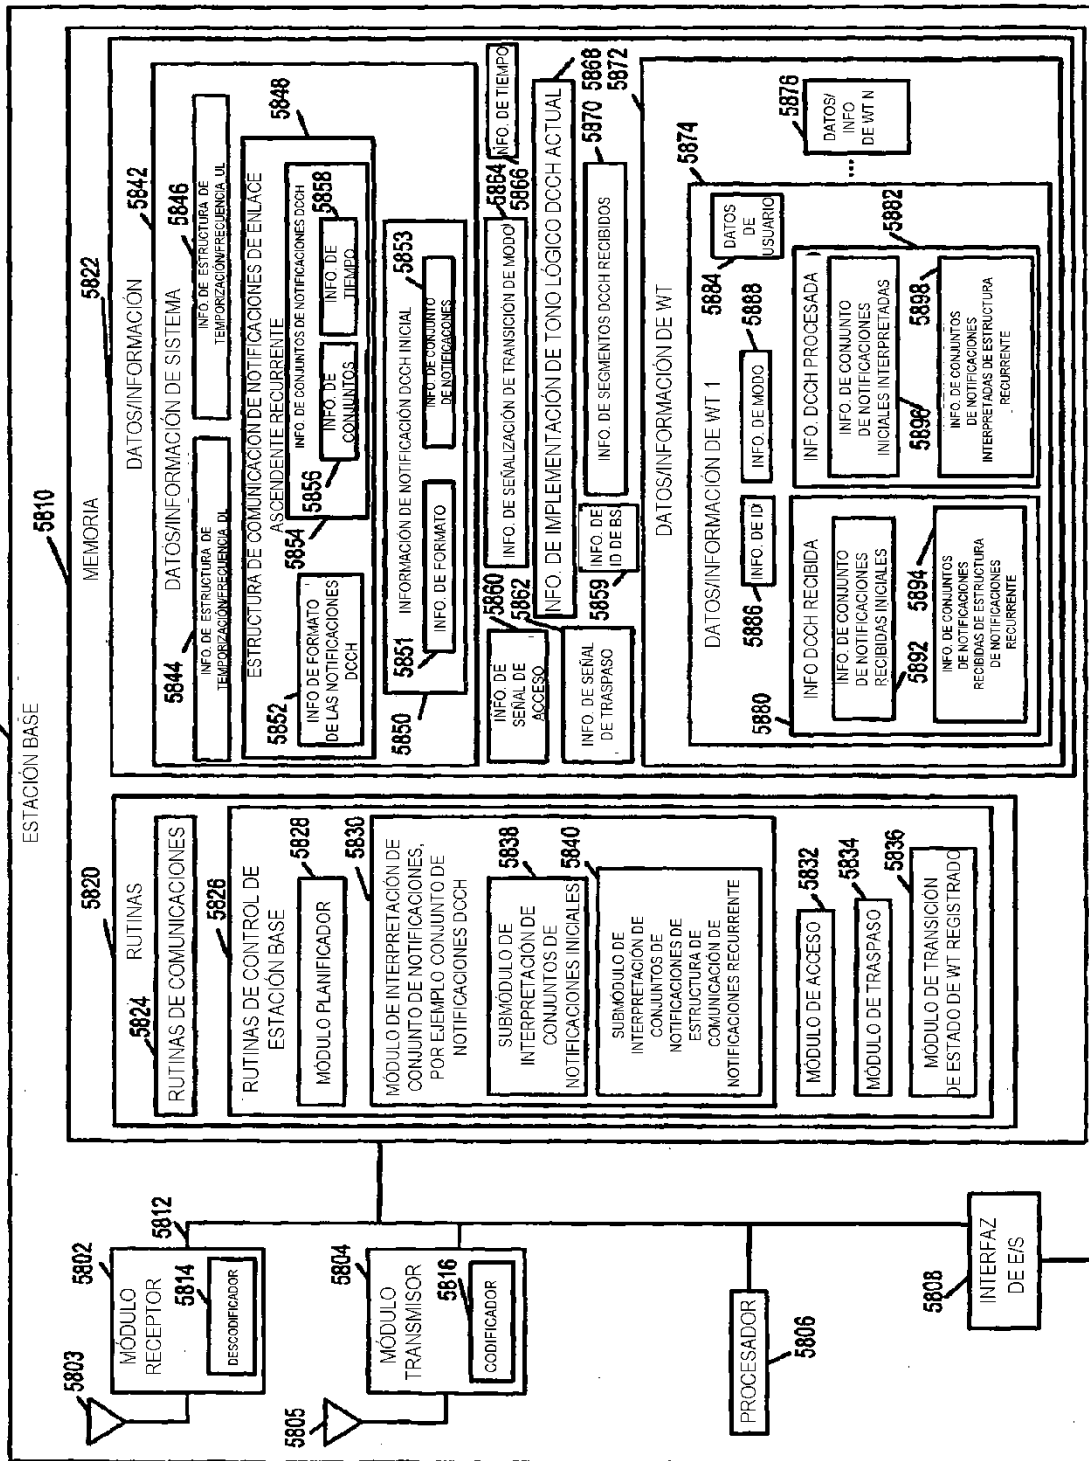 ESTACIÓN BASE
5803
5802
MÓDULO
RECEPTOR
5814
DESCODIFICADOR
5812
5805
5804
MÓDULO
TRANSMISOR
5816
CODIFICADOR
PROCESADOR
5806
5808
INTERFAZ
DE E/S
5810
MEMORIA
5820
RUTINAS
5824
RUTINAS DE COMUNICACIONES
5826
RUTINAS DE CONTROL DE
ESTACIÓN BASE
5828
MÓDULO PLANIFICADOR
5830
MÓDULO DE INTERPRETACIÓN DE
CONJUNTO DE NOTIFICACIONES,
POR EJEMPLO CONJUNTO DE
NOTIFICACIONES DCCH
5838
SUBMÓDULO DE
INTERPRETACIÓN DE
CONJUNTOS DE
NOTIFICACIONES INICIALES
5840
SUBMÓDULO DE
INTERPRETACIÓN DE
CONJUNTOS DE
NOTIFICACIONES DE
ESTRUCTURA DE
COMUNICACIÓN DE
NOTIFICACIONES RECURRENTE
5832
MÓDULO DE ACCESO
5834
MÓDULO DE TRASPASO
5836
MÓDULO DE TRANSICIÓN
DE ESTADO DE WT REGISTRADO
5822
DATOS/INFORMACIÓN
5842
DATOS/INFORMACIÓN DE SISTEMA
5844
INFO. DE ESTRUCTURA DE
TEMPORIZACIÓN/FRECUENCIA DL
5846
INFO. DE ESTRUCTURA DE
TEMPORIZACIÓN/FRECUENCIA UL
5848
ESTRUCTURA DE COMUNICACIÓN DE NOTIFICACIONES DE ENLACE
ASCENDENTE RECURRENTE
5852
INFO DE FORMATO
DE LAS NOTIFICACIONES
DCCH
5854
INFO. DE CONJUNTOS DE NOTIFICACIONES DCCH
5856
INFO. DE
CONJUNTOS
5858
INFO. DE
TIEMPO
5850
INFORMACIÓN DE NOTIFICACIÓN DCCH INICIAL
5851
INFO. DE FORMATO
5853
INFO. DE CONJUNTO
DE NOTIFICACIONES
5860
INFO. DE
SEÑAL DE
ACCESO
5862
INFO. DE SEÑAL
DE TRASPASO
5864
INFO. DE SEÑALIZACIÓN DE TRANSICIÓN DE MODO
5866
INFO. DE TIEMPO
5868
INFO. DE IMPLEMENTACIÓN DE TONO LÓGICO DCCH ACTUAL
5859
INFO. DE
ID DE BS
5870
INFO. DE SEGMENTOS DCCH RECIBIDOS
5872
DATOS/INFORMACIÓN DE WT
5874
DATOS/INFORMACIÓN DE WT 1
5876
DATOS/
INFO
DE WT N
...
5884
DATOS
DE
USUARIO
5886
INFO. DE ID
5888
INFO. DE MODO
5880
INFO DCCH RECIBIDA
5892
INFO. DE CONJUNTO
DE NOTIFICACIONES
RECIBIDAS INICIALES
5894
INFO. DE CONJUNTOS
DE NOTIFICACIONES
RECIBIDAS DE ESTRUCTURA
DE NOTIFICACIONES
RECURRENTE
5882
INFO. DCCH PROCESADA
5896
INFO. DE CONJUNTO
DE NOTIFICACIONES
INICIALES INTERPRETADAS
5898
INFO. DE CONJUNTOS
DE NOTIFICACIONES
INTERPRETADAS DE ESTRUCTURA
RECURRENTE